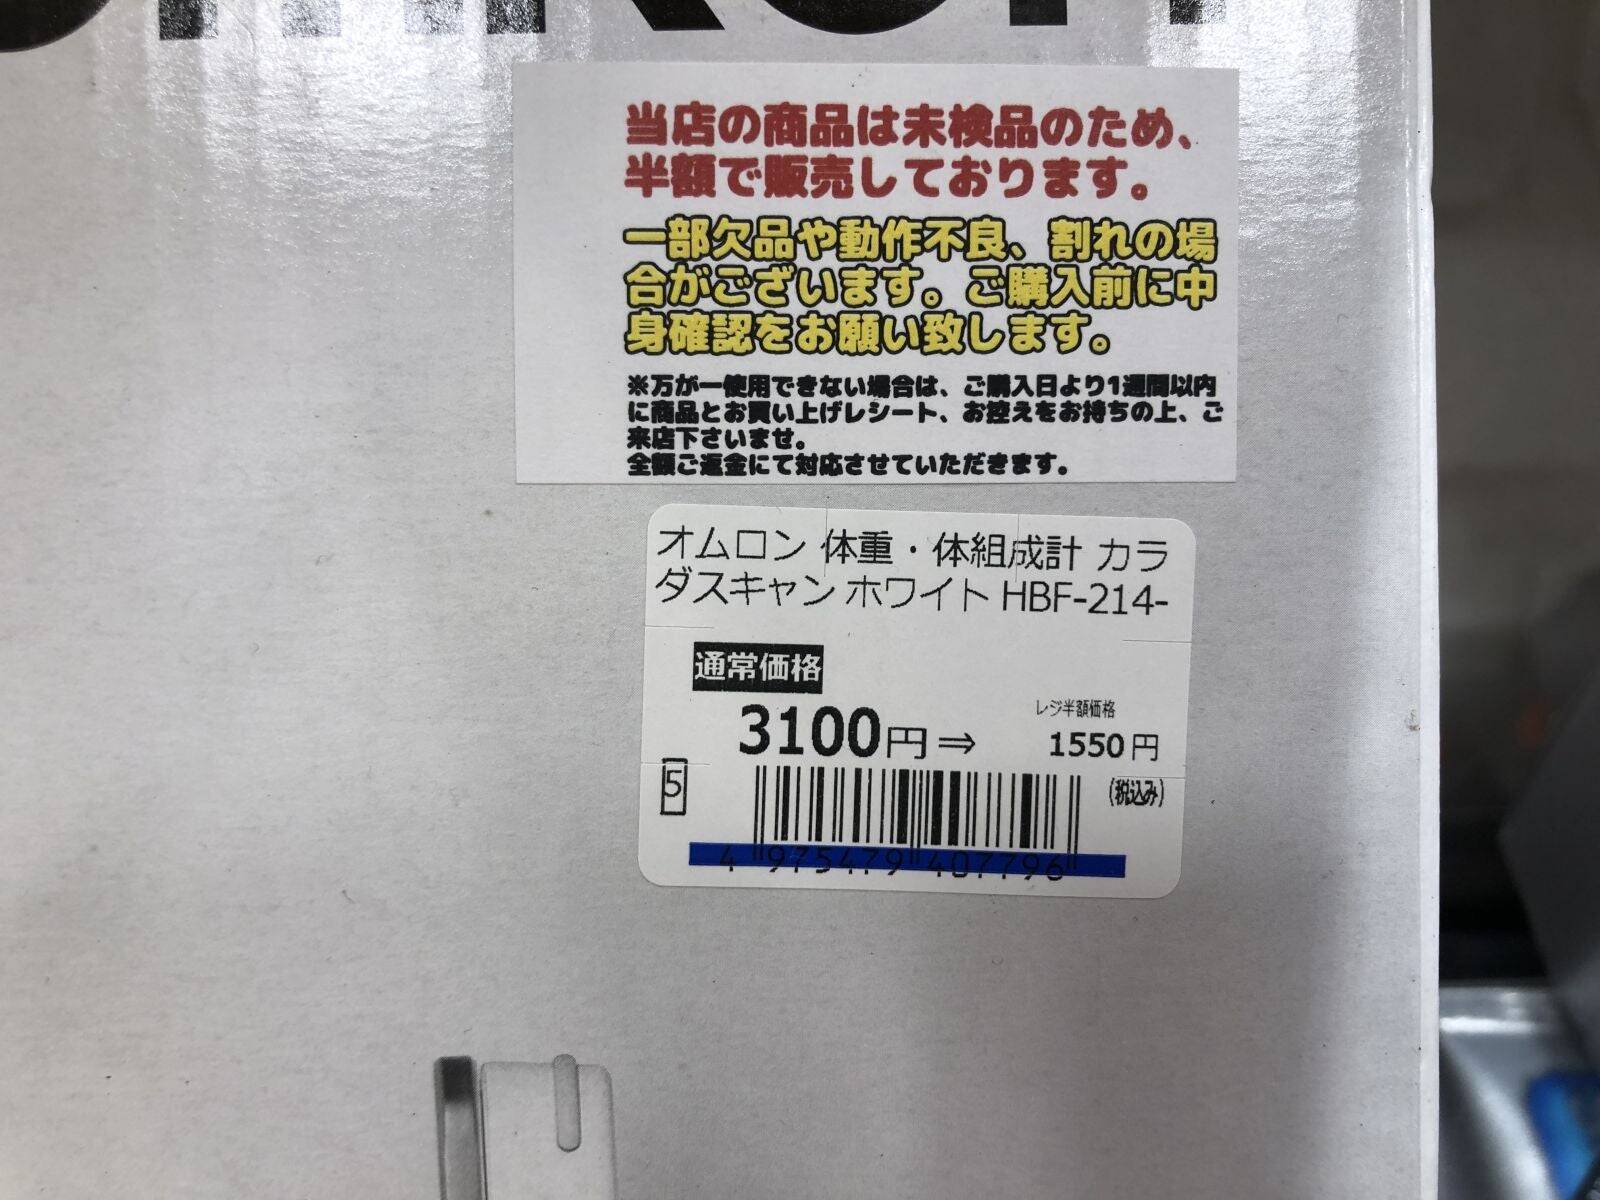 OMRON
当店の商品は未検品のため、
半額で販売しております。
一部欠品や動作不良、割れの場
合がございます。ご購入前に中
身確認をお願い致します。
※万が一使用できない場合は、ご購入日より1週間以内
に商品とお買い上げレシート、お控えをお持ちの上、ご
来店下さいませ。
全額ご返金にて対応させていただきます。
オムロン 体重・体組成計 カラ
ダスキャン ホワイト HBF-214-
通常価格
レジ半額価格
3100円⇒ 1550円
5
(税込み)
4 975479 407796